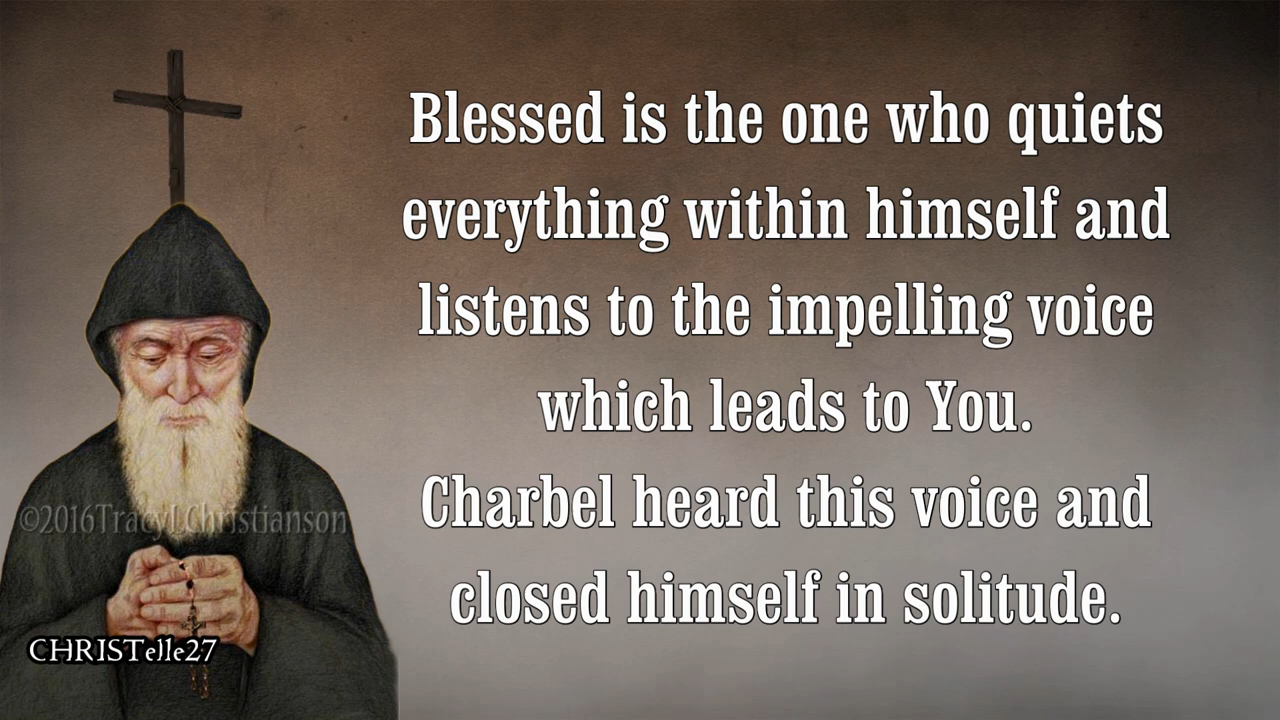 Blessed is the one who quiets
everything within himself and
listens to the impelling voice
which leads to You.
Charbel heard this voice and
closed himself in solitude.
©2016TracyLChristianson
CHRISTelle27